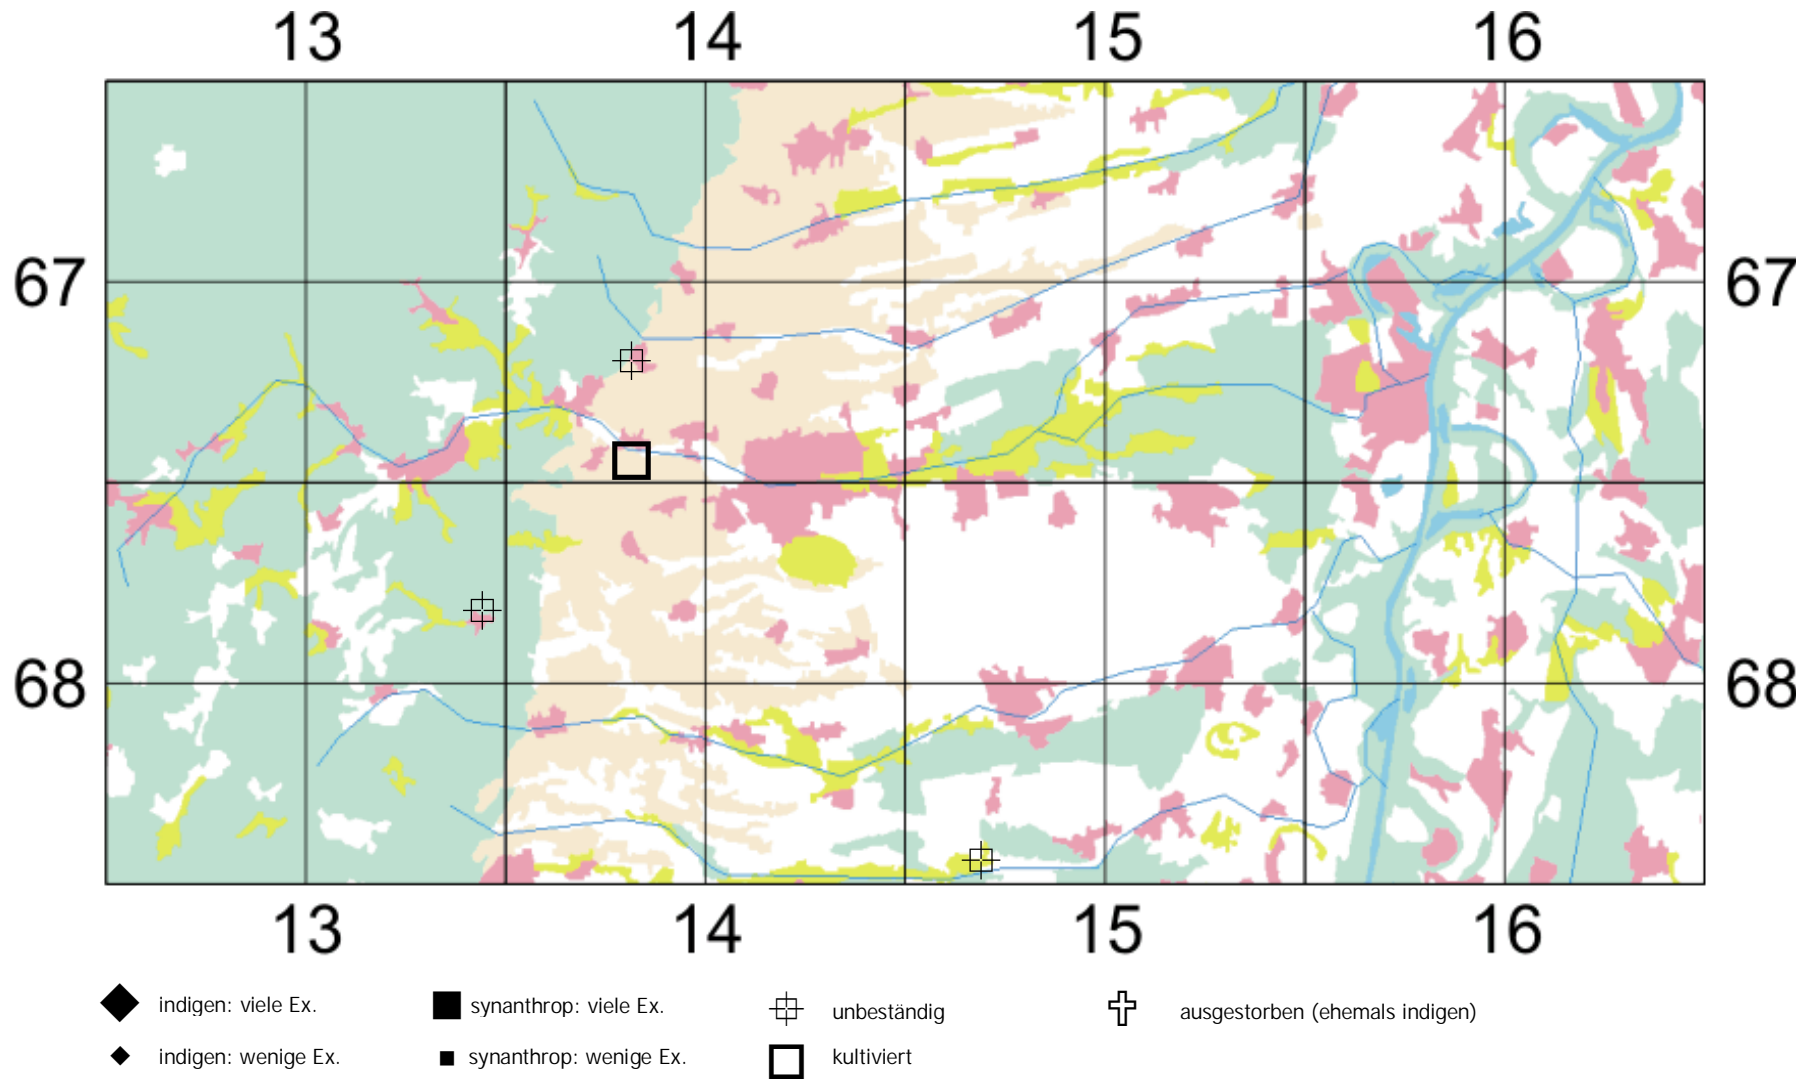 13 14 15 16
67 67
68 68
13 14 15 16
indigen: viele Ex. synanthrop: viele Ex. unbeständig ausgestorben (ehemals indigen)
indigen: wenige Ex. synanthrop: wenige Ex. kultiviert